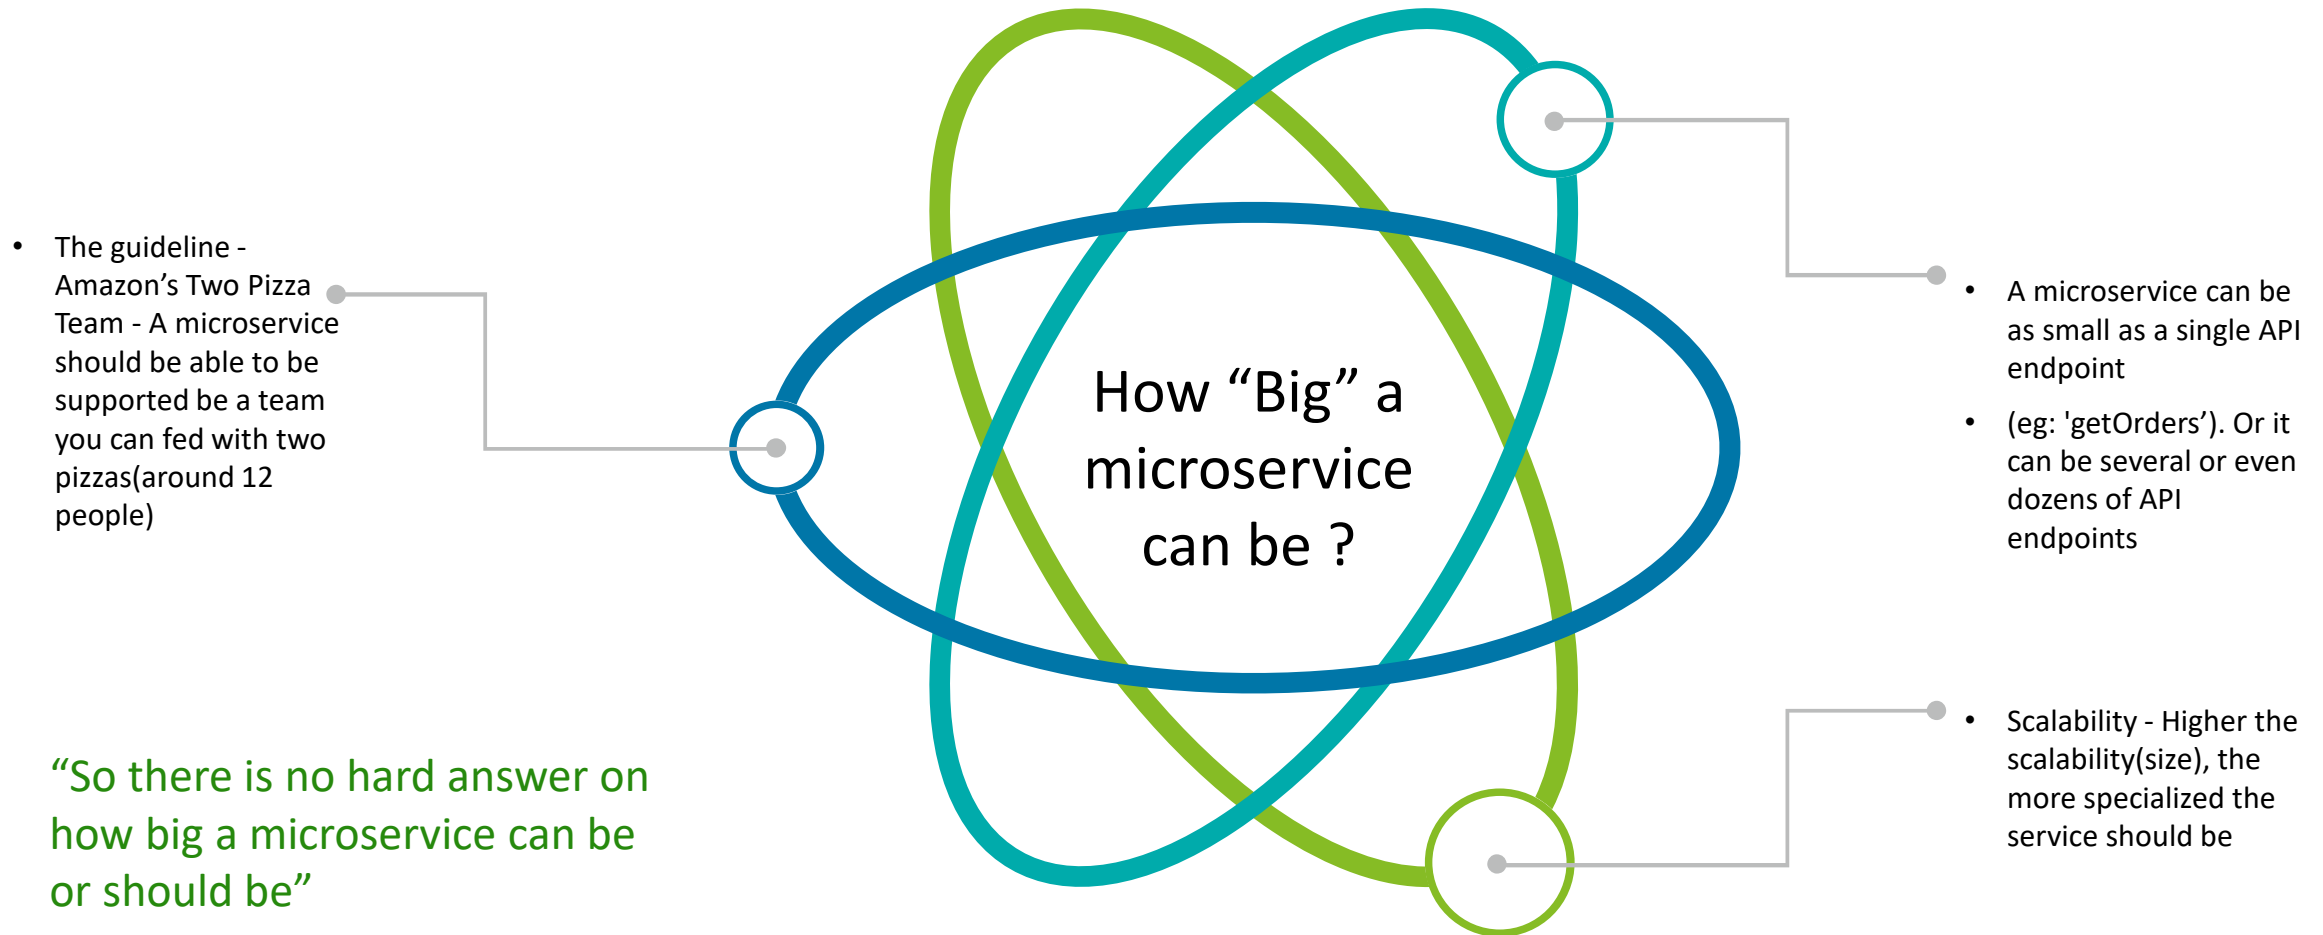 • The guideline -
Amazon’s Two Pizza
Team - A microservice
should be able to be
supported be a team
you can fed with two
pizzas(around 12
people)
“So there is no hard answer on
how big a microservice can be
or should be”
How “Big” a
microservice
can be ?
• A microservice can be
as small as a single API
endpoint
• (eg: 'getOrders’). Or it
can be several or even
dozens of API
endpoints
• Scalability - Higher the
scalability(size), the
more specialized the
service should be